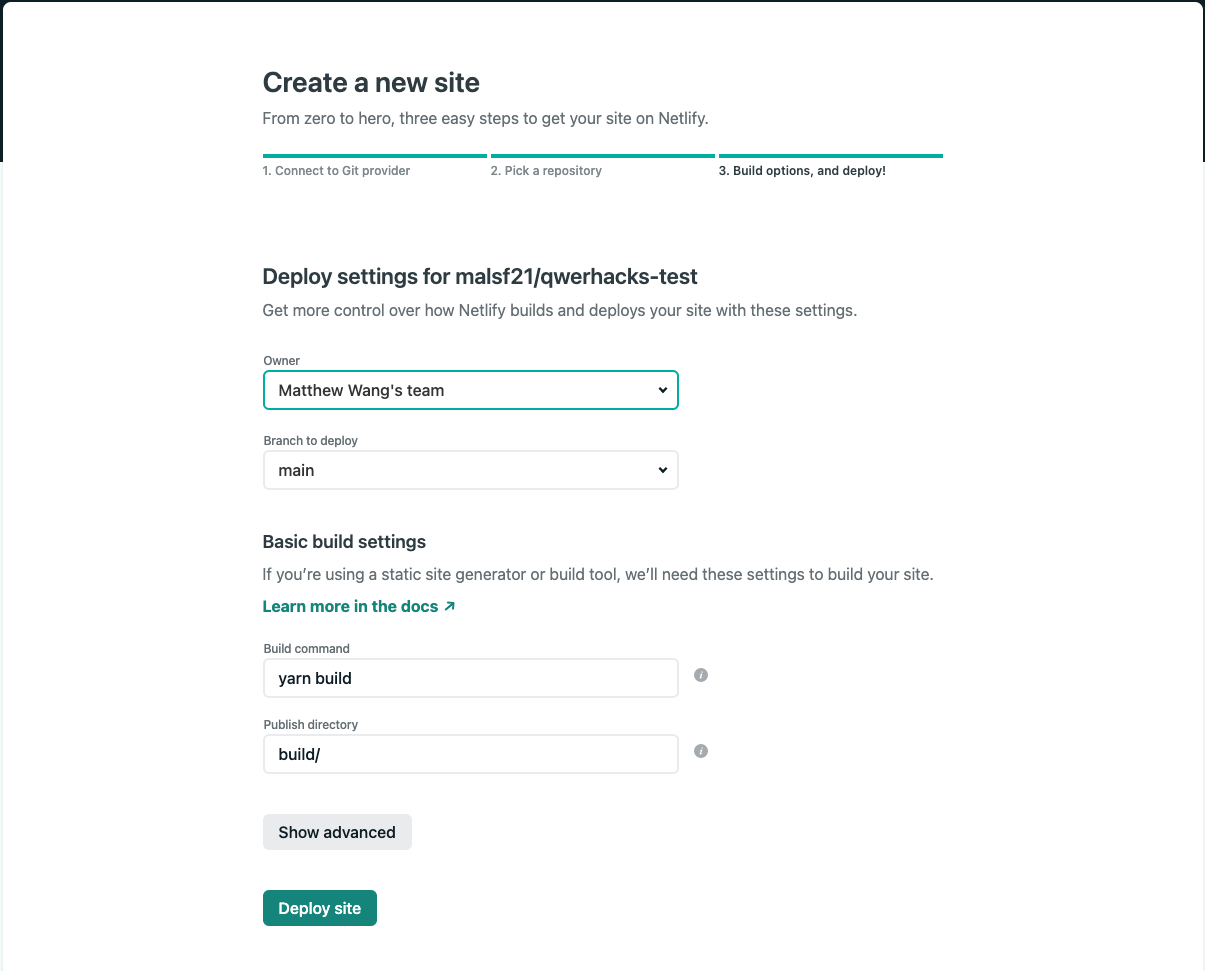 Create a new site
From zero to hero, three easy steps to get your site on Netlify.
1. Connect to Git provider
2. Pick a repository
3. Build options, and deploy!
Deploy settings for malsf21/qwerhacks-test
Get more control over how Netlify builds and deploys your site with these settings.
Owner
Matthew Wang's team
Branch to deploy
main
Basic build settings
If you’re using a static site generator or build tool, we’ll need these settings to build your site.
Learn more in the docs ↗
Build command
yarn build
i
Publish directory
build/
i
Show advanced
Deploy site